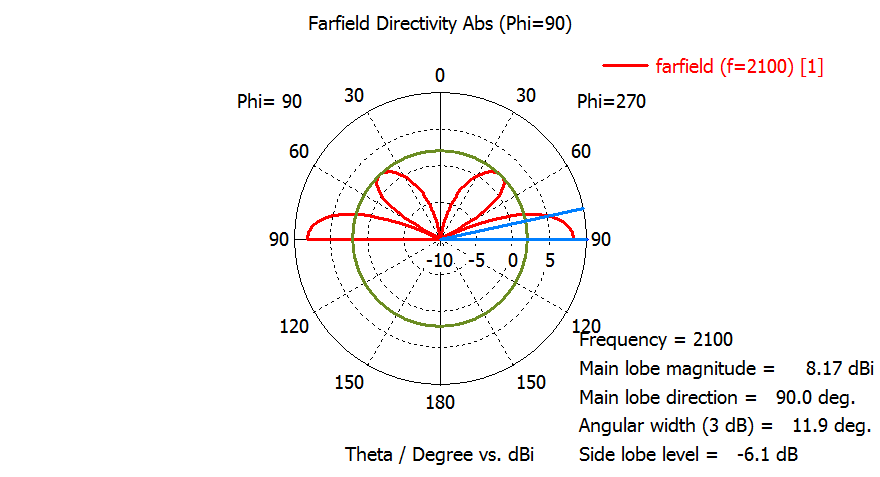 Farfield Directivity Abs (Phi=90)
farfield (f=2100) [1]
0
Phi= 90
30
30
Phi=270
60
60
90
90
-10
-5
0
5
120
120
Frequency = 2100
150
150
Main lobe magnitude = 8.17 dBi
180
Main lobe direction = 90.0 deg.
Angular width (3 dB) = 11.9 deg.
Theta / Degree vs. dBi
Side lobe level = -6.1 dB